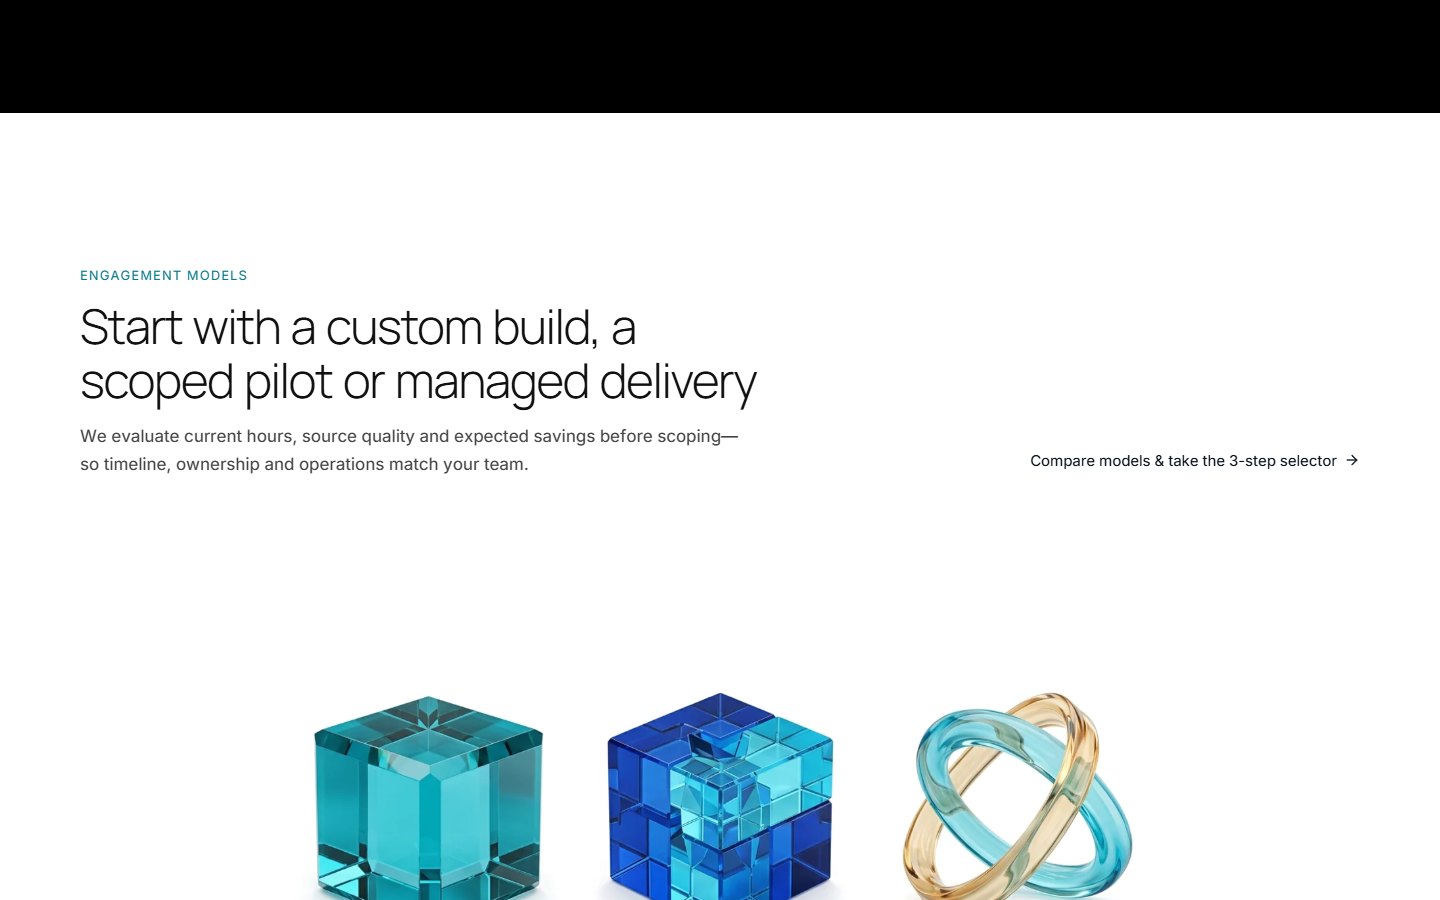 ENGAGEMENT MODELS
Start with a custom build, a
scoped pilot or managed delivery
We evaluate current hours, source quality and expected savings before scoping—
so timeline, ownership and operations match your team.
Compare models & take the 3-step selector →